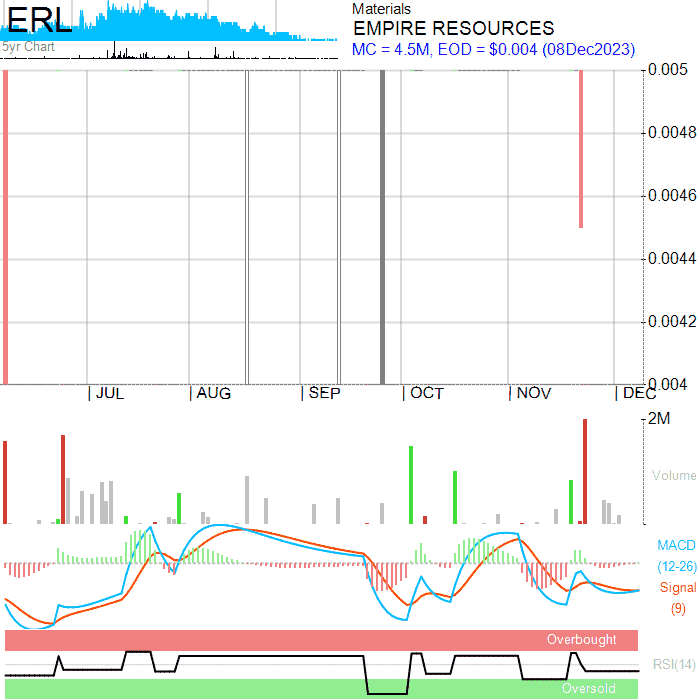 ERL
5yr Chart
Materials
EMPIRE RESOURCES
MC = 4.5M, EOD = $0.004 (08Dec2023)
0.005
0.0048
0.0046
0.0044
0.0042
0.004
JUL AUG SEP OCT NOV DEC
2M
Volume
MACD
(12-26)
Signal
(9)
Overbought
RSI(14)
Oversold